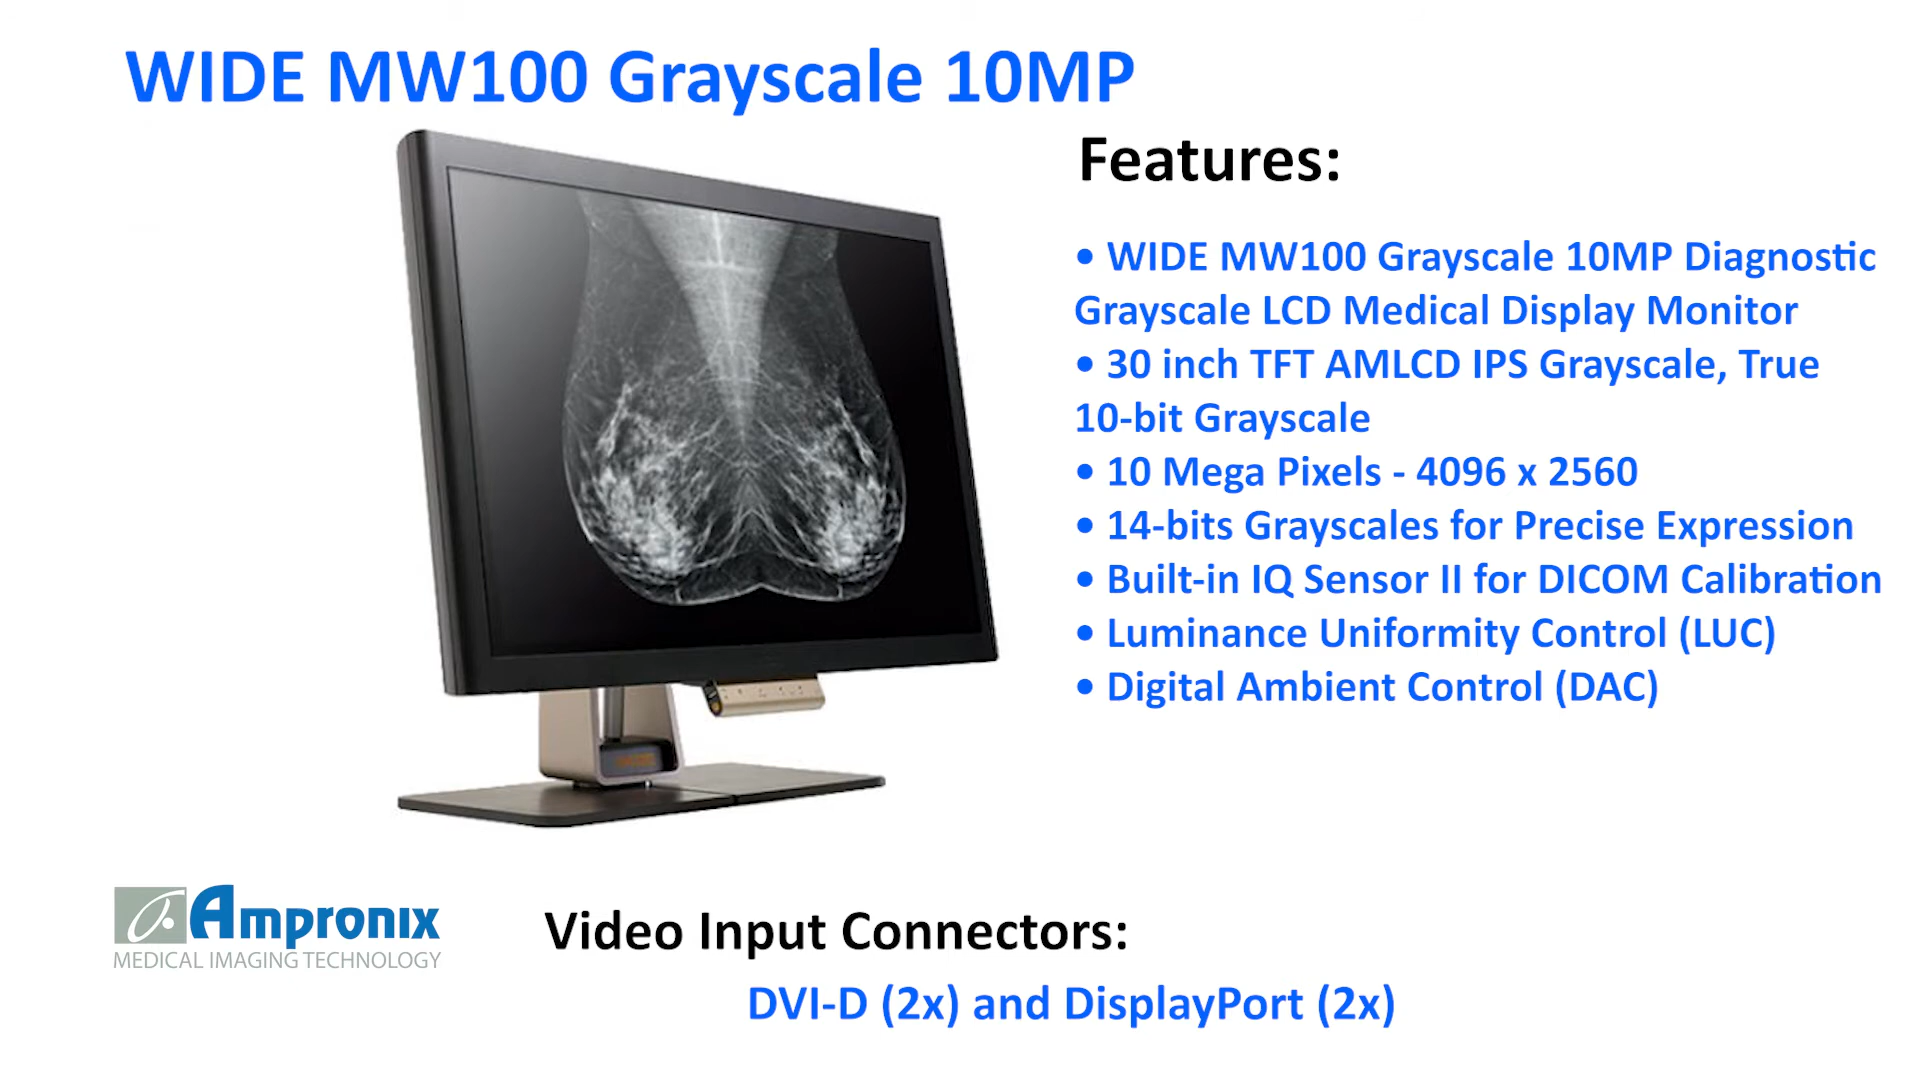 WIDE MW100 Grayscale 10MP
Features:
• WIDE MW100 Grayscale 10MP Diagnostic
Grayscale LCD Medical Display Monitor
• 30 inch TFT AMLCD IPS Grayscale, True
10-bit Grayscale
• 10 Mega Pixels - 4096 x 2560
• 14-bits Grayscales for Precise Expression
• Built-in IQ Sensor II for DICOM Calibration
• Luminance Uniformity Control (LUC)
• Digital Ambient Control (DAC)
Ampronix
MEDICAL IMAGING TECHNOLOGY
Video Input Connectors:
DVI-D (2x) and DisplayPort (2x)